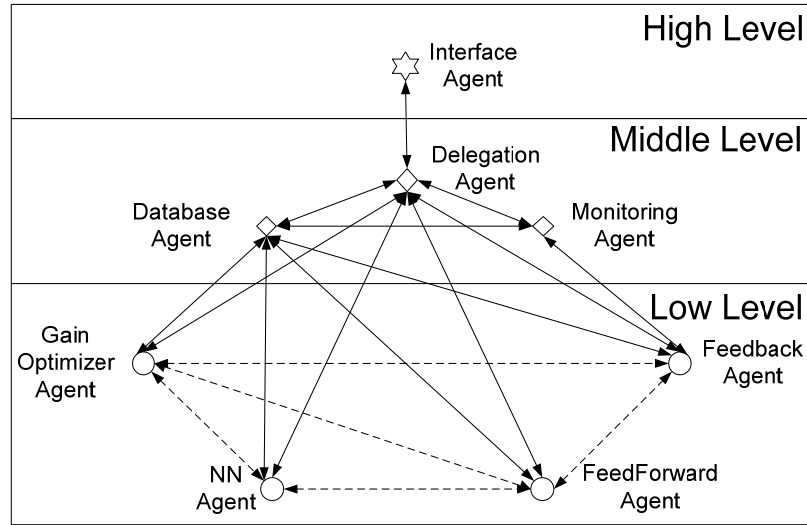 High Level
Interface
Agent
Middle Level
Delegation
Agent
Database
Agent
Monitoring
Agent
Low Level
Gain
Optimizer
Agent
Feedback
Agent
NN
Agent
FeedForward
Agent